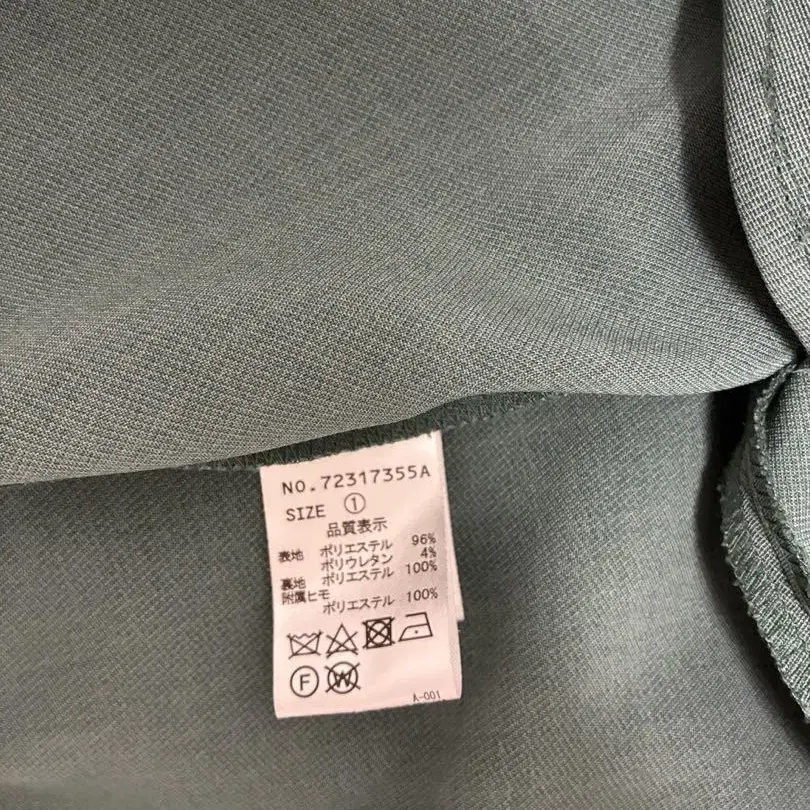 NO.72317355A
SIZE ①
品質表示
表地 ポリエステル 96%
ポリウレタン 4%
裏地 ポリエステル 100%
附属ヒモ
ポリエステル 100%
F W
A-001